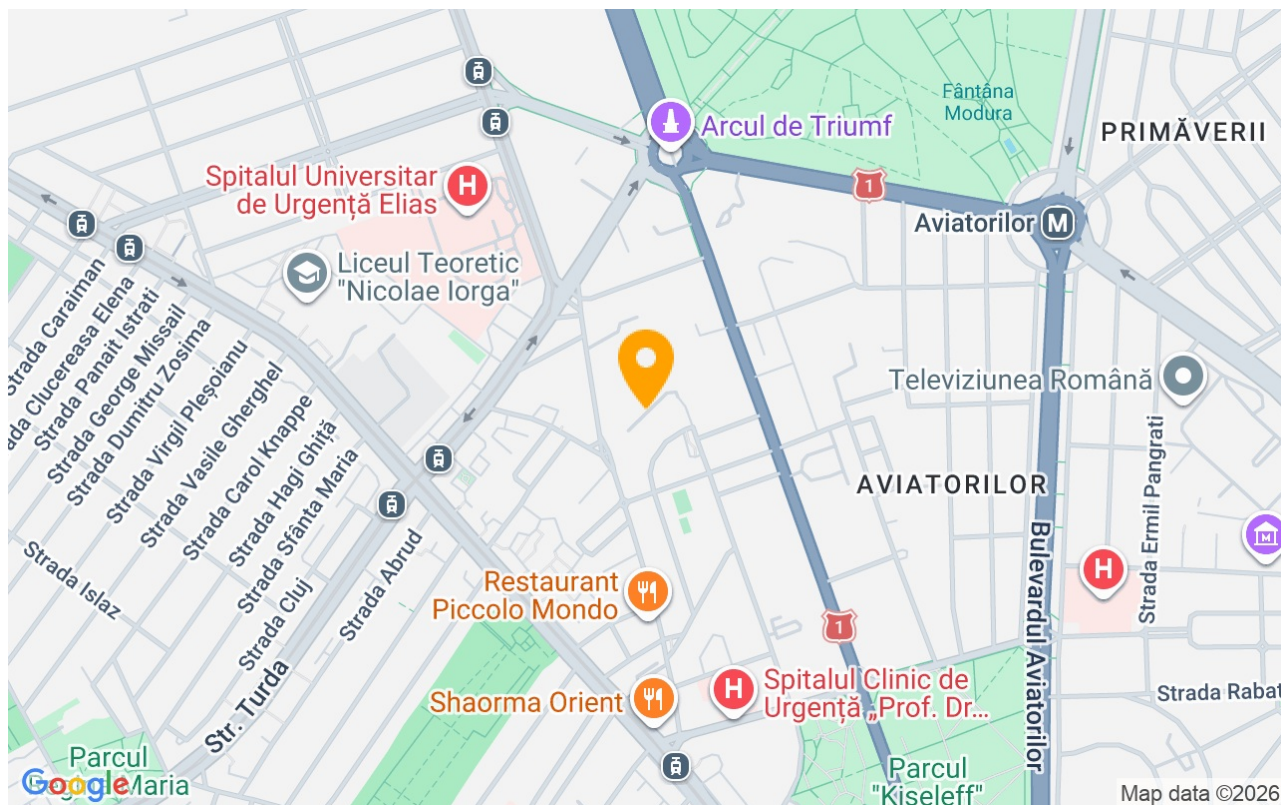 Fântâna
Modura
PRIMĂVERII
Arcul de Triumf
1
Spitalul Universitar
de Urgență Elias
H
Aviatorilor
M
Liceul Teoretic
"Nicolae Iorga"
Strada Caraiman
Strada Clucereasa Elena
Strada Panait Istrati
Strada George Missail
Strada Dumitru Zosima
Strada Virgil Pleșoianu
Strada Vasile Gherghel
Strada Carol Knappe
Strada Hagi Ghiță
Strada Sfânta Maria
Strada Cluj
Strada Abrud
Strada Islaz
Str. Turda
Televiziunea Română
AVIATORILOR
Strada Ermil Pangrati
Bulevardul Aviatorilor
H
M
Restaurant
Piccolo Mondo
1
Shaorma Orient
H
Spitalul Clinic de
Urgență „Prof. Dr...
Strada Rabat
Parcul
Maria
Google
Parcul
"Kiseleff"
Map data ©2026